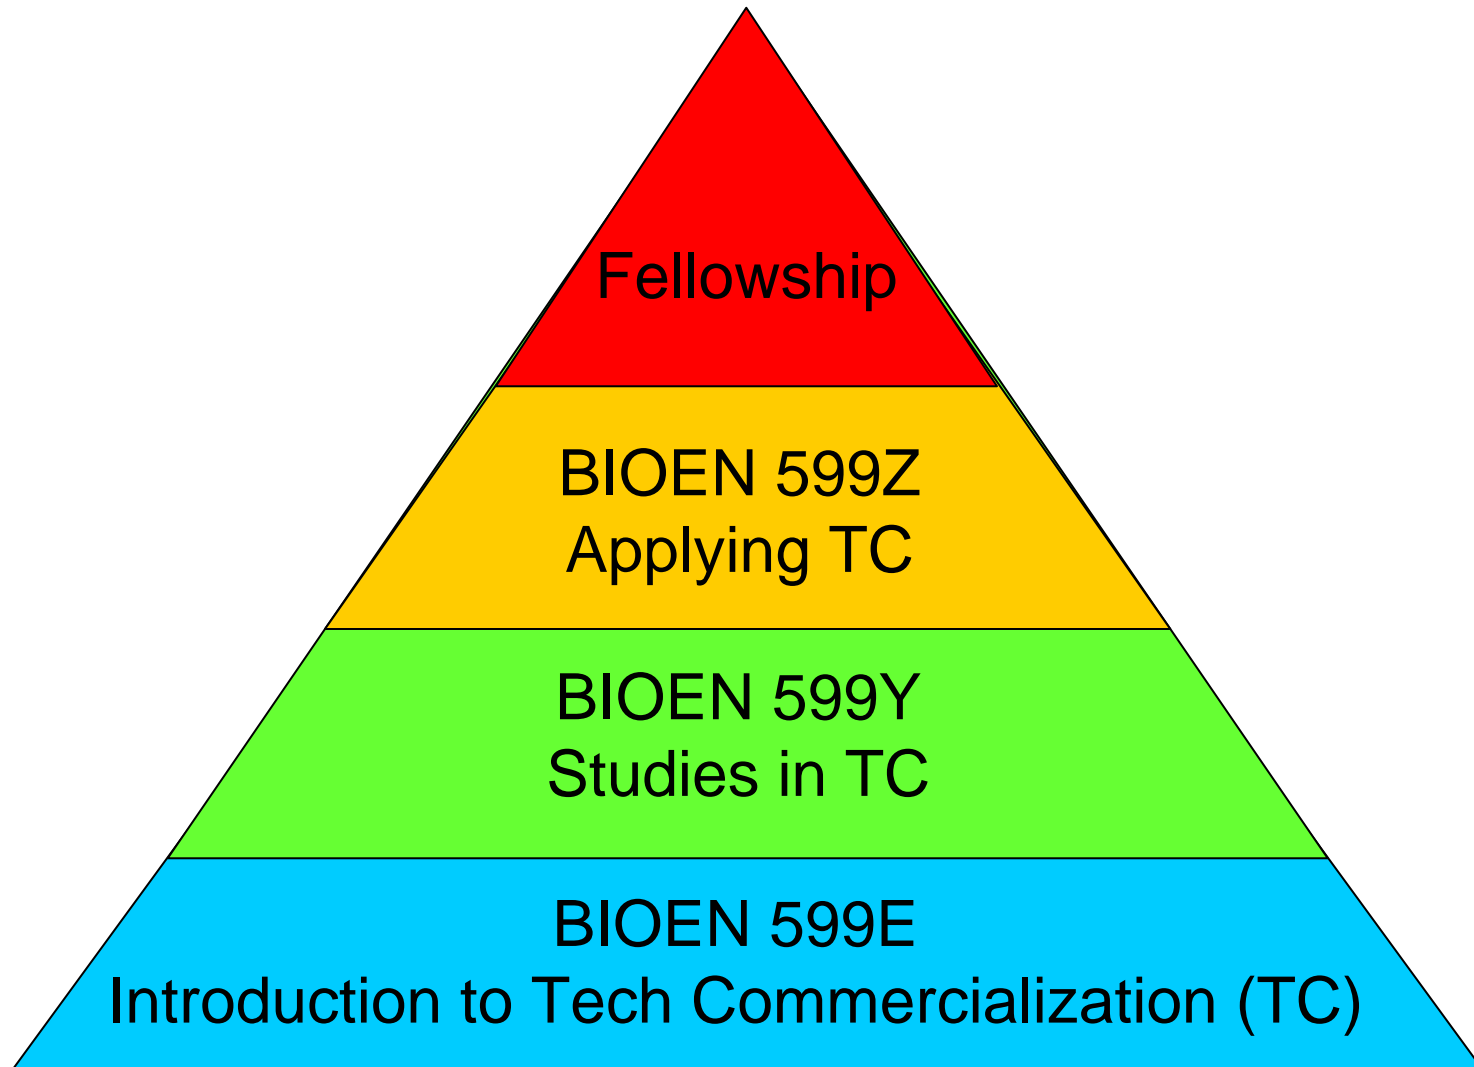 Fellowship
BIOEN 599Z
Applying TC
BIOEN 599Y
Studies in TC
BIOEN 599E
Introduction to Tech Commercialization (TC)